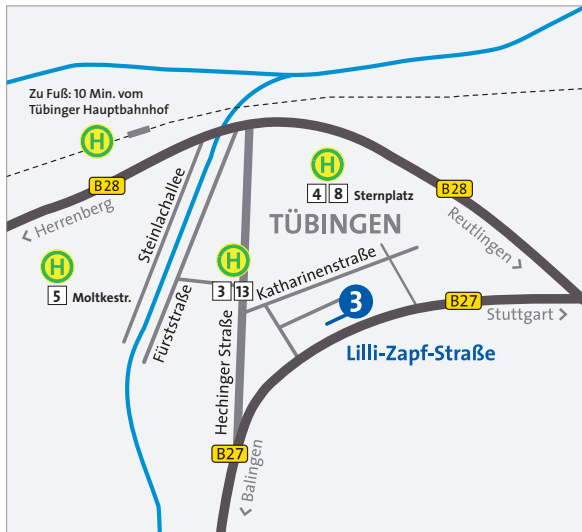 Zu Fuß: 10 Min. vom
Tübinger Hauptbahnhof
H
B28
< Herrenberg
Steinlachallee
H
4 8 Sternplatz
B28
Reutlingen >
TÜBINGEN
H
5 Moltkestr.
H
3 13
Katharinenstraße
Fürststraße
Hechinger Straße
3
B27
Stuttgart >
Lilli-Zapf-Straße
B27
< Balingen